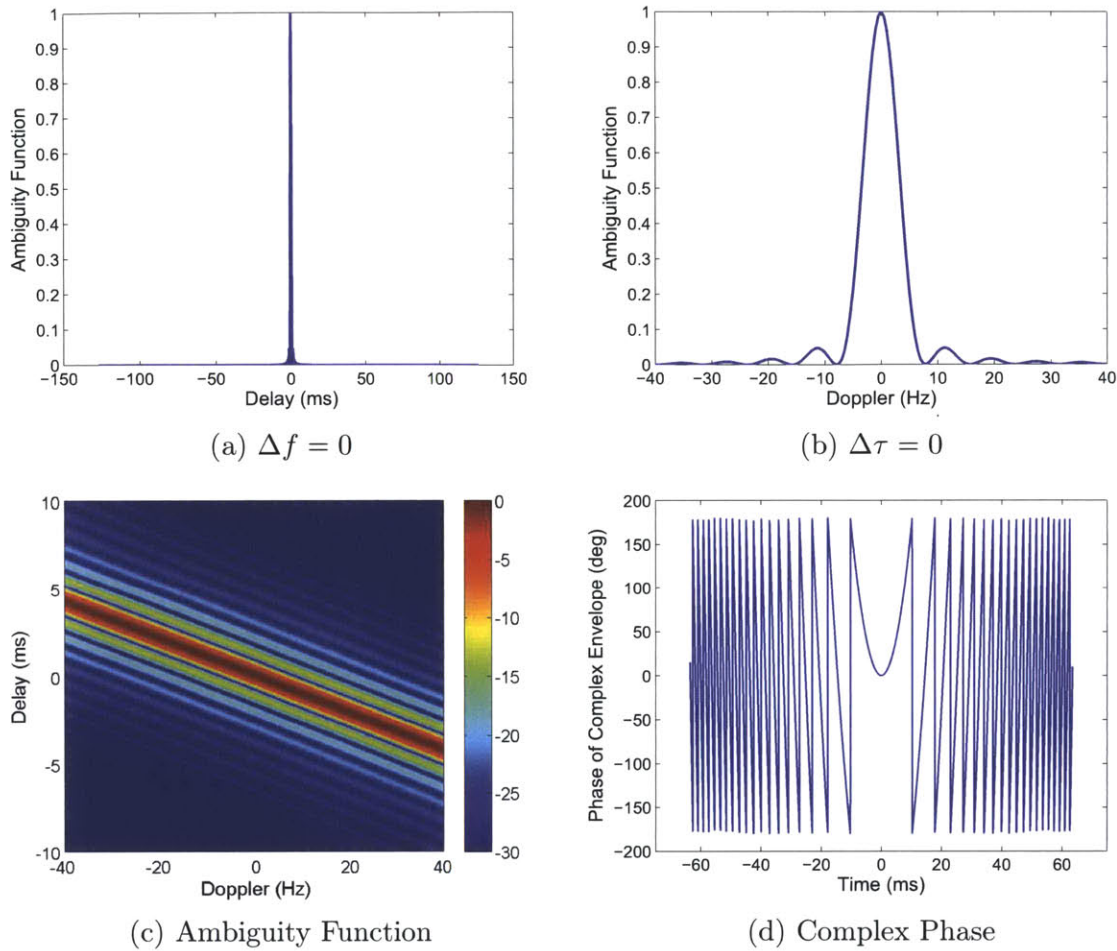 Ambiguity Function
1
0.9
0.8
0.7
0.6
0.5
0.4
0.3
0.2
0.1
0
−150 −100 −50 0 50 100 150
Delay (ms)
(a) Δf = 0
Ambiguity Function
1
0.9
0.8
0.7
0.6
0.5
0.4
0.3
0.2
0.1
0
−40 −30 −20 −10 0 10 20 30 40
Doppler (Hz)
(b) Δτ = 0
Delay (ms)
10
5
0
-5
-10
-40 -20 0 20 40
Doppler (Hz)
0
-5
-10
-15
-20
-25
-30
(c) Ambiguity Function
Phase of Complex Envelope (deg)
200
150
100
50
0
−50
−100
−150
−200
−60 −40 −20 0 20 40 60
Time (ms)
(d) Complex Phase